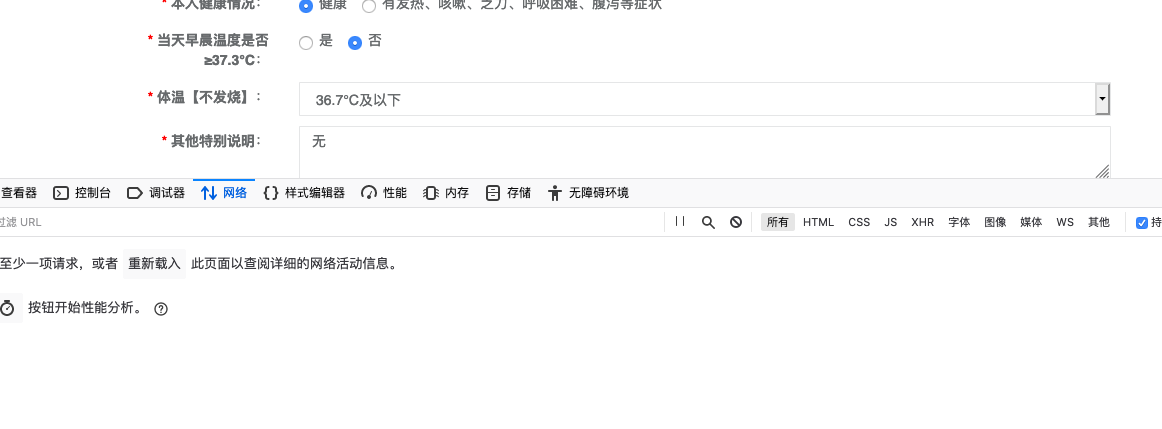 * 本人健康情况： 健康 有发热、咳嗽、乏力、呼吸困难、腹泻等症状
* 当天早晨温度是否≥37.3°C： 是 否
* 体温【不发烧】： 36.7°C及以下
* 其他特别说明： 无
查看器 控制台 调试器 网络 样式编辑器 性能 内存 存储 无障碍环境
过滤 URL 所有 HTML CSS JS XHR 字体 图像 媒体 WS 其他 持
至少一项请求，或者 重新载入 此页面以查阅详细的网络活动信息。
按钮开始性能分析。